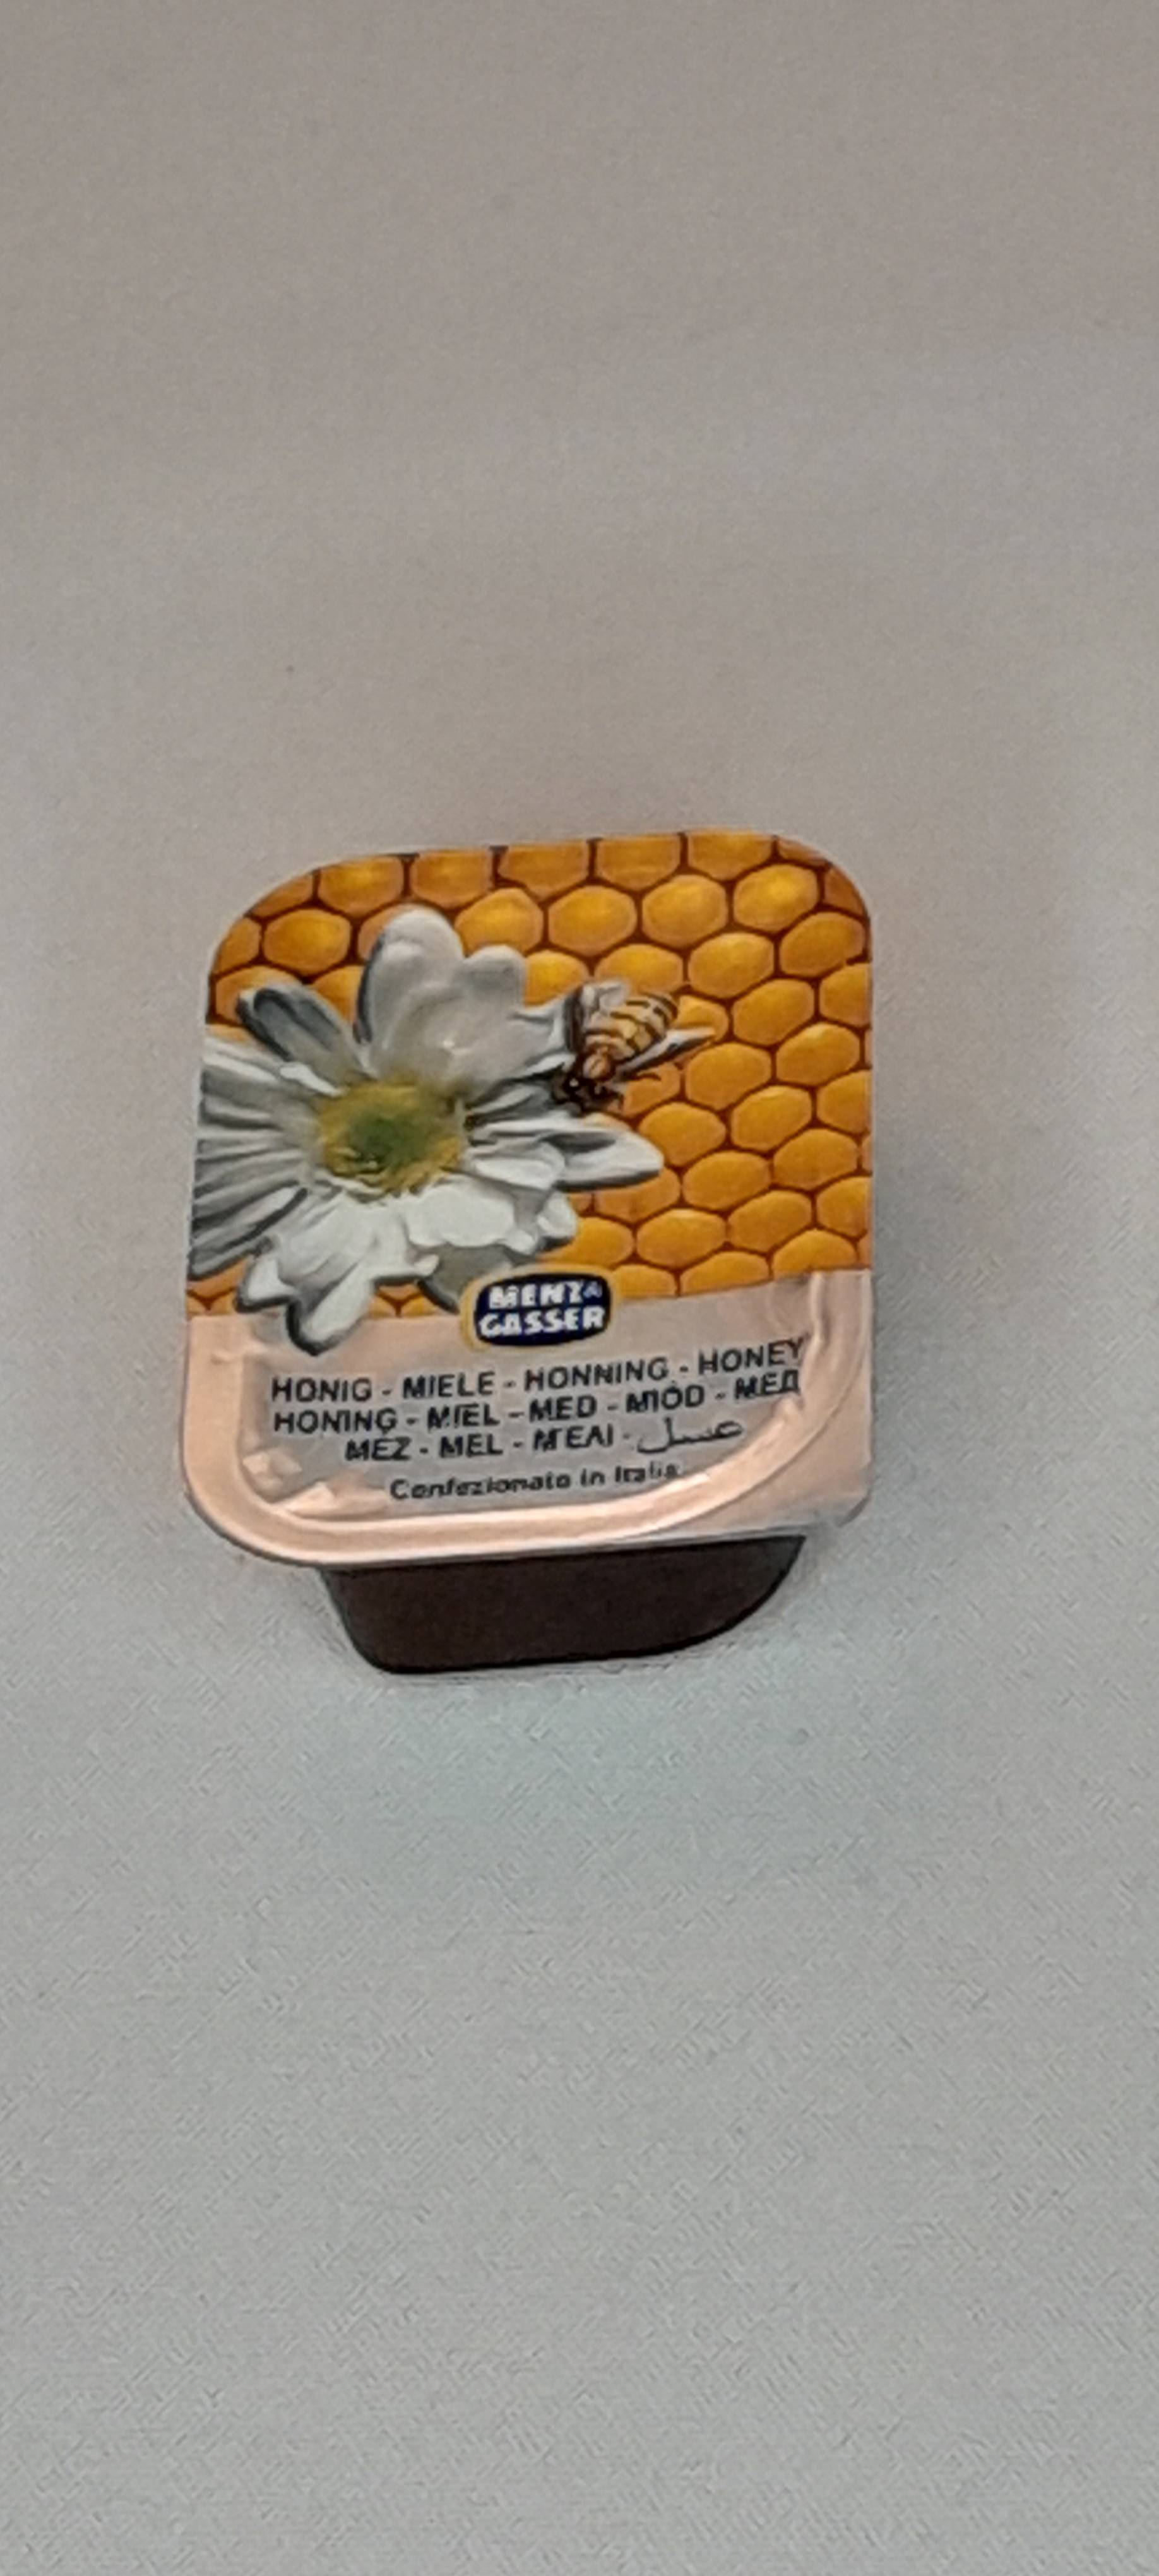 MENZ &
GASSER
HONIG - MIELE - HONNING - HONEY
HONING - MIEL - MED - MIÓD - МЕД
MÉZ - MEL - ΜΕΛΙ - عسل
Confezionato in Italia